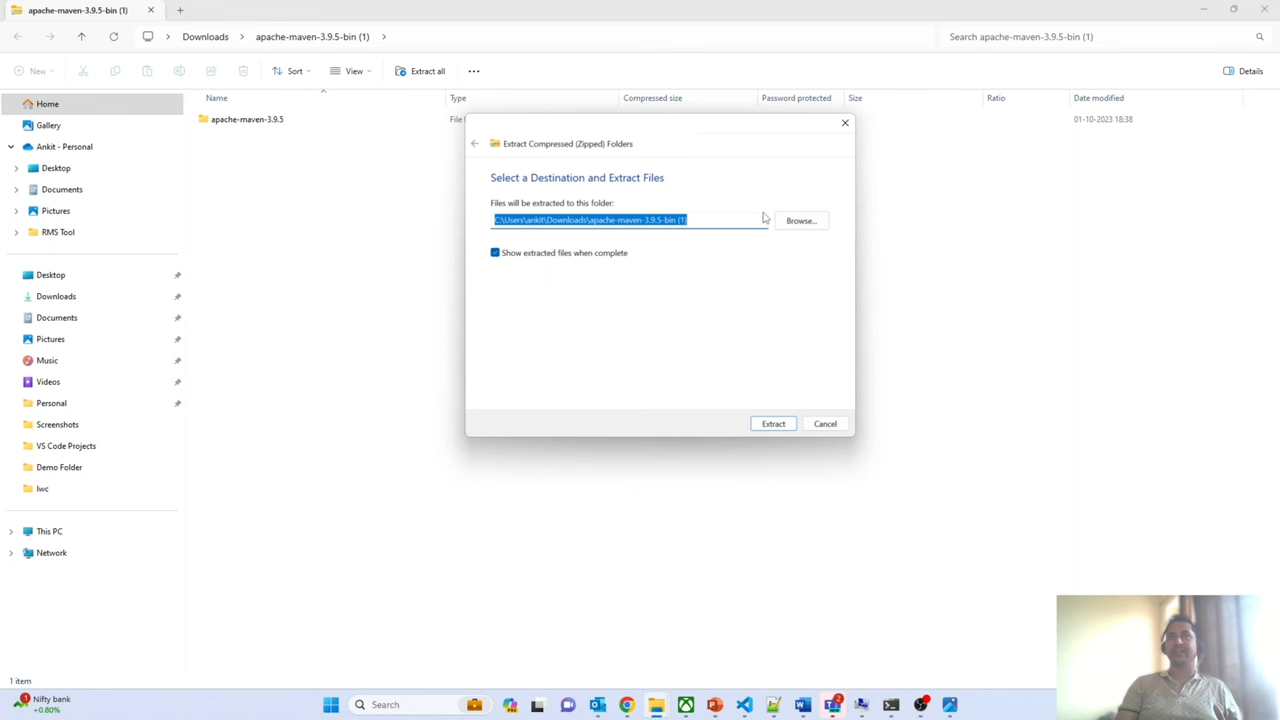 apache-maven-3.9.5-bin (1)
Downloads
apache-maven-3.9.5-bin (1)
Search apache-maven-3.9.5-bin (1)
New
Sort
View
Extract all
Details
Name
Type
Compressed size
Password protected
Size
Ratio
Date modified
apache-maven-3.9.5
File f
01-10-2023 18:38
Home
Gallery
Ankit - Personal
Desktop
Documents
Pictures
RMS Tool
Desktop
Downloads
Documents
Pictures
Music
Videos
Personal
Screenshots
VS Code Projects
Demo Folder
lwc
This PC
Network
Extract Compressed (Zipped) Folders
Select a Destination and Extract Files
Files will be extracted to this folder:
C:\Users\ankit\Downloads\apache-maven-3.9.5-bin (1)
Browse...
Show extracted files when complete
Extract
Cancel
1 item
1
Nifty bank
+0.80%
Search
2